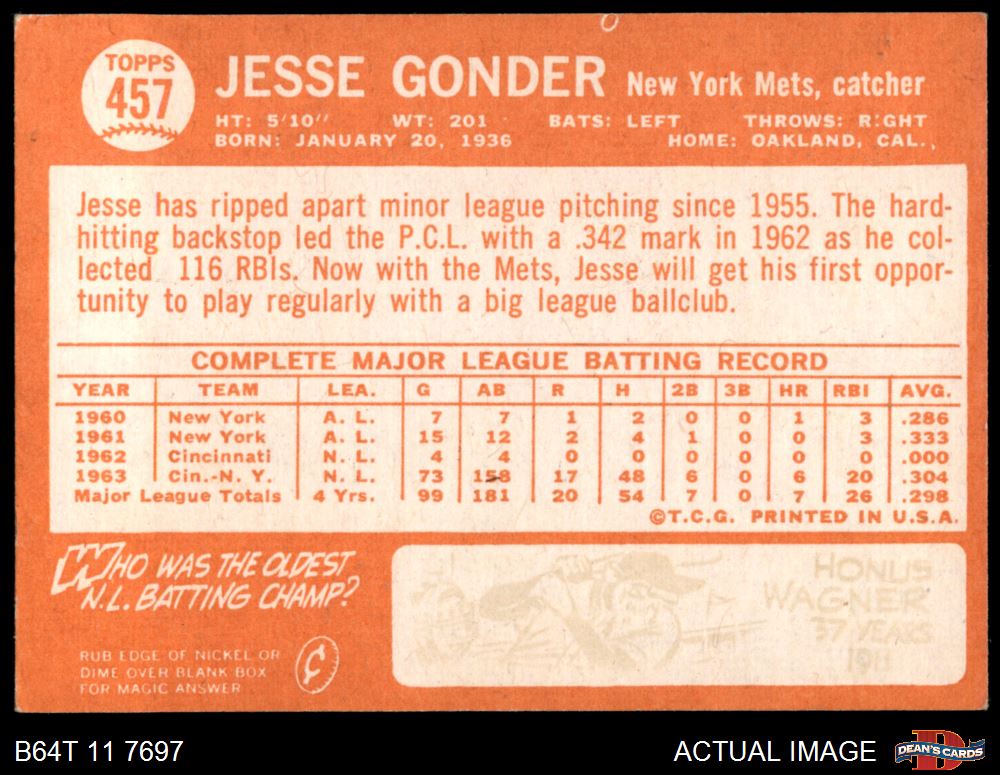 TOPPS
457
JESSE GONDER New York Mets, catcher
HT: 5'10" WT: 201 BATS: LEFT THROWS: RIGHT
BORN: JANUARY 20, 1936 HOME: OAKLAND, CAL.
Jesse has ripped apart minor league pitching since 1955. The hard-
hitting backstop led the P.C.L. with a .342 mark in 1962 as he col-
lected 116 RBIs. Now with the Mets, Jesse will get his first oppor-
tunity to play regularly with a big league ballclub.
COMPLETE MAJOR LEAGUE BATTING RECORD
YEAR TEAM LEA. G AB R H 2B 3B HR RBI AVG.
1960 New York A. L. 7 7 1 2 0 0 1 3 .286
1961 New York A. L. 15 12 2 4 1 0 0 3 .333
1962 Cincinnati N. L. 4 4 0 0 0 0 0 0 .000
1963 Cin.-N. Y. N. L. 73 158 17 48 6 0 6 20 .304
Major League Totals 4 Yrs. 99 181 20 54 7 0 7 26 .298
©T.C.G. PRINTED IN U.S.A.
WHO WAS THE OLDEST
N.L. BATTING CHAMP?
RUB EDGE OF NICKEL OR
DIME OVER BLANK BOX
FOR MAGIC ANSWER
HONUS
WAGNER
37 YEARS
1911
B64T 11 7697
ACTUAL IMAGE
DEAN'S CARDS